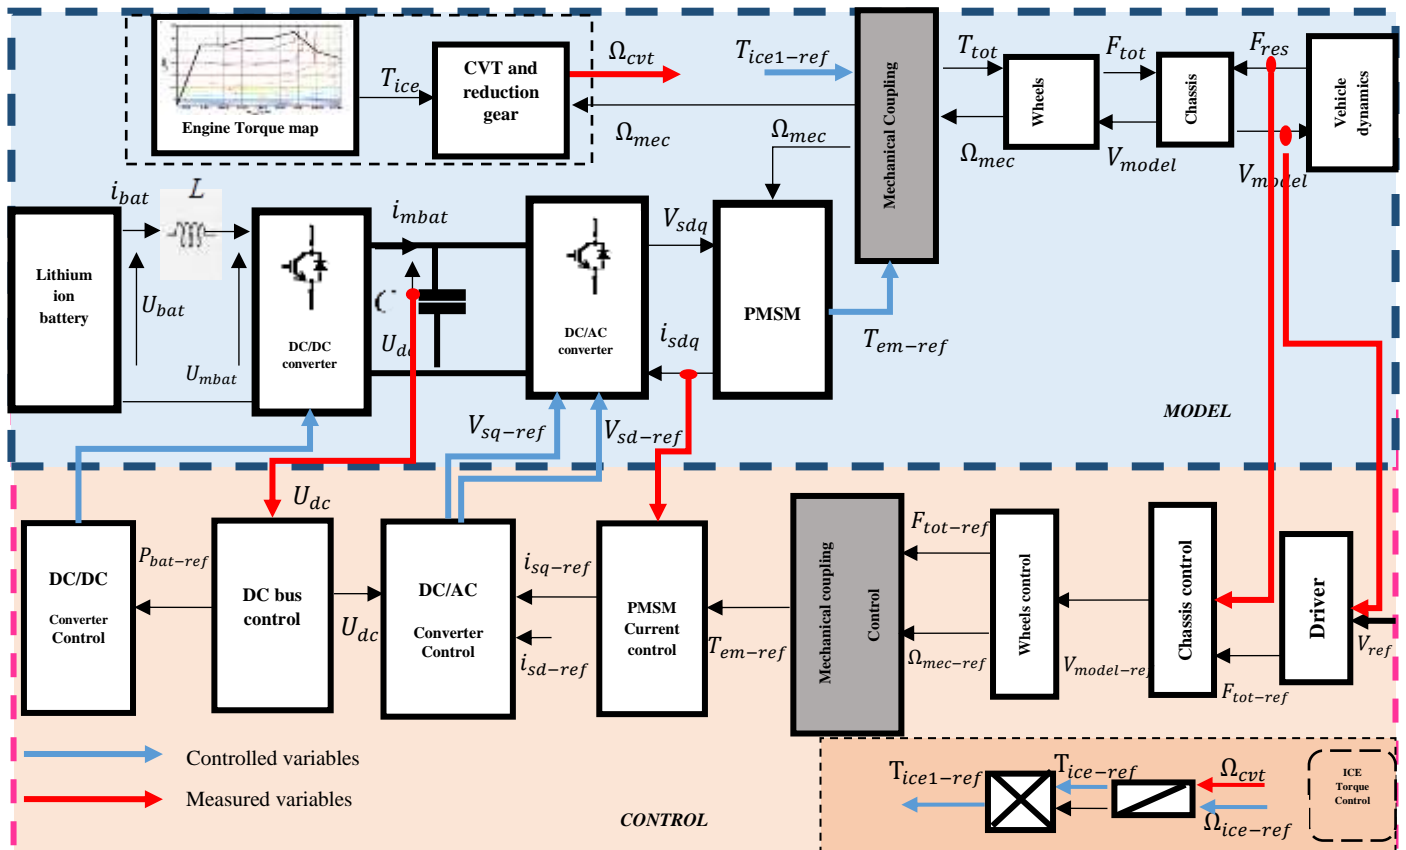 Engine Torque map
T_ice
CVT and
reduction
gear
Ω_cvt
Ω_mec
T_ice1-ref
Mechanical Coupling
T_tot
Ω_mec
Wheels
F_tot
V_model
Chassis
F_res
V_model
Vehicle
dynamics
Ω_mec
Lithium
ion
battery
i_bat
L
U_bat
U_mbat
DC/DC
converter
i_mbat
U_dc
DC/AC
converter
V_sdq
i_sdq
PMSM
T_em-ref
MODEL
V_sq-ref
V_sd-ref
U_dc
DC/DC
Converter
Control
P_bat-ref
DC bus
control
U_dc
DC/AC
Converter
Control
i_sq-ref
i_sd-ref
PMSM
Current
control
T_em-ref
Mechanical coupling
Control
F_tot-ref
Ω_mec-ref
Wheels control
V_model-ref
Chassis control
F_tot-ref
Driver
V_ref
Controlled variables
Measured variables
CONTROL
T_ice1-ref
T_ice-ref
Ω_cvt
Ω_ice-ref
ICE
Torque
Control